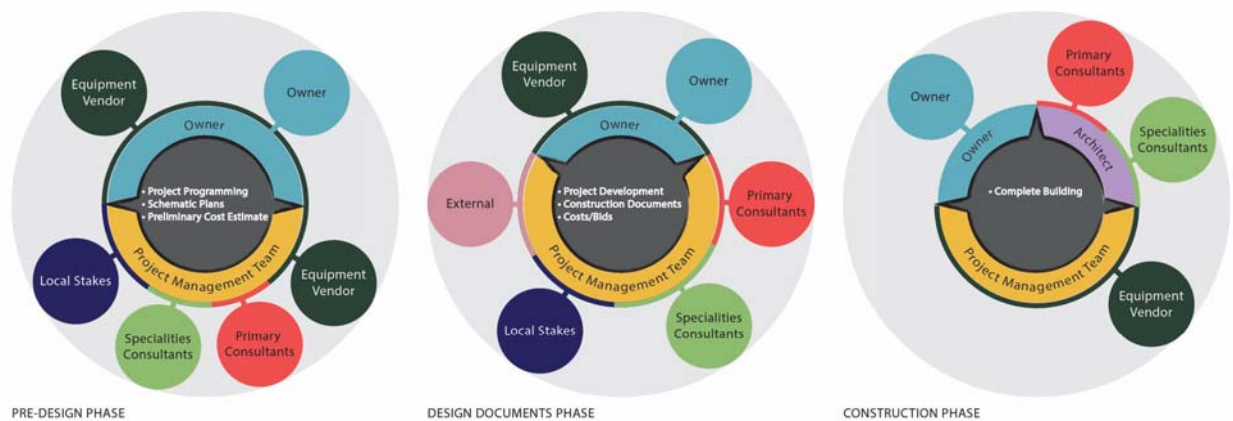 Equipment
Vendor
Owner
Owner
• Project Programming
• Schematic Plans
• Preliminary Cost Estimate
Project Management Team
Local Stakes
Equipment
Vendor
Specialities
Consultants
Primary
Consultants
PRE-DESIGN PHASE
Equipment
Vendor
Owner
Owner
External
• Project Development
• Construction Documents
• Costs/Bids
Primary
Consultants
Project Management Team
Local Stakes
Specialities
Consultants
DESIGN DOCUMENTS PHASE
Primary
Consultants
Owner
Specialities
Consultants
Owner
Architect
• Complete Building
Project Management Team
Equipment
Vendor
CONSTRUCTION PHASE